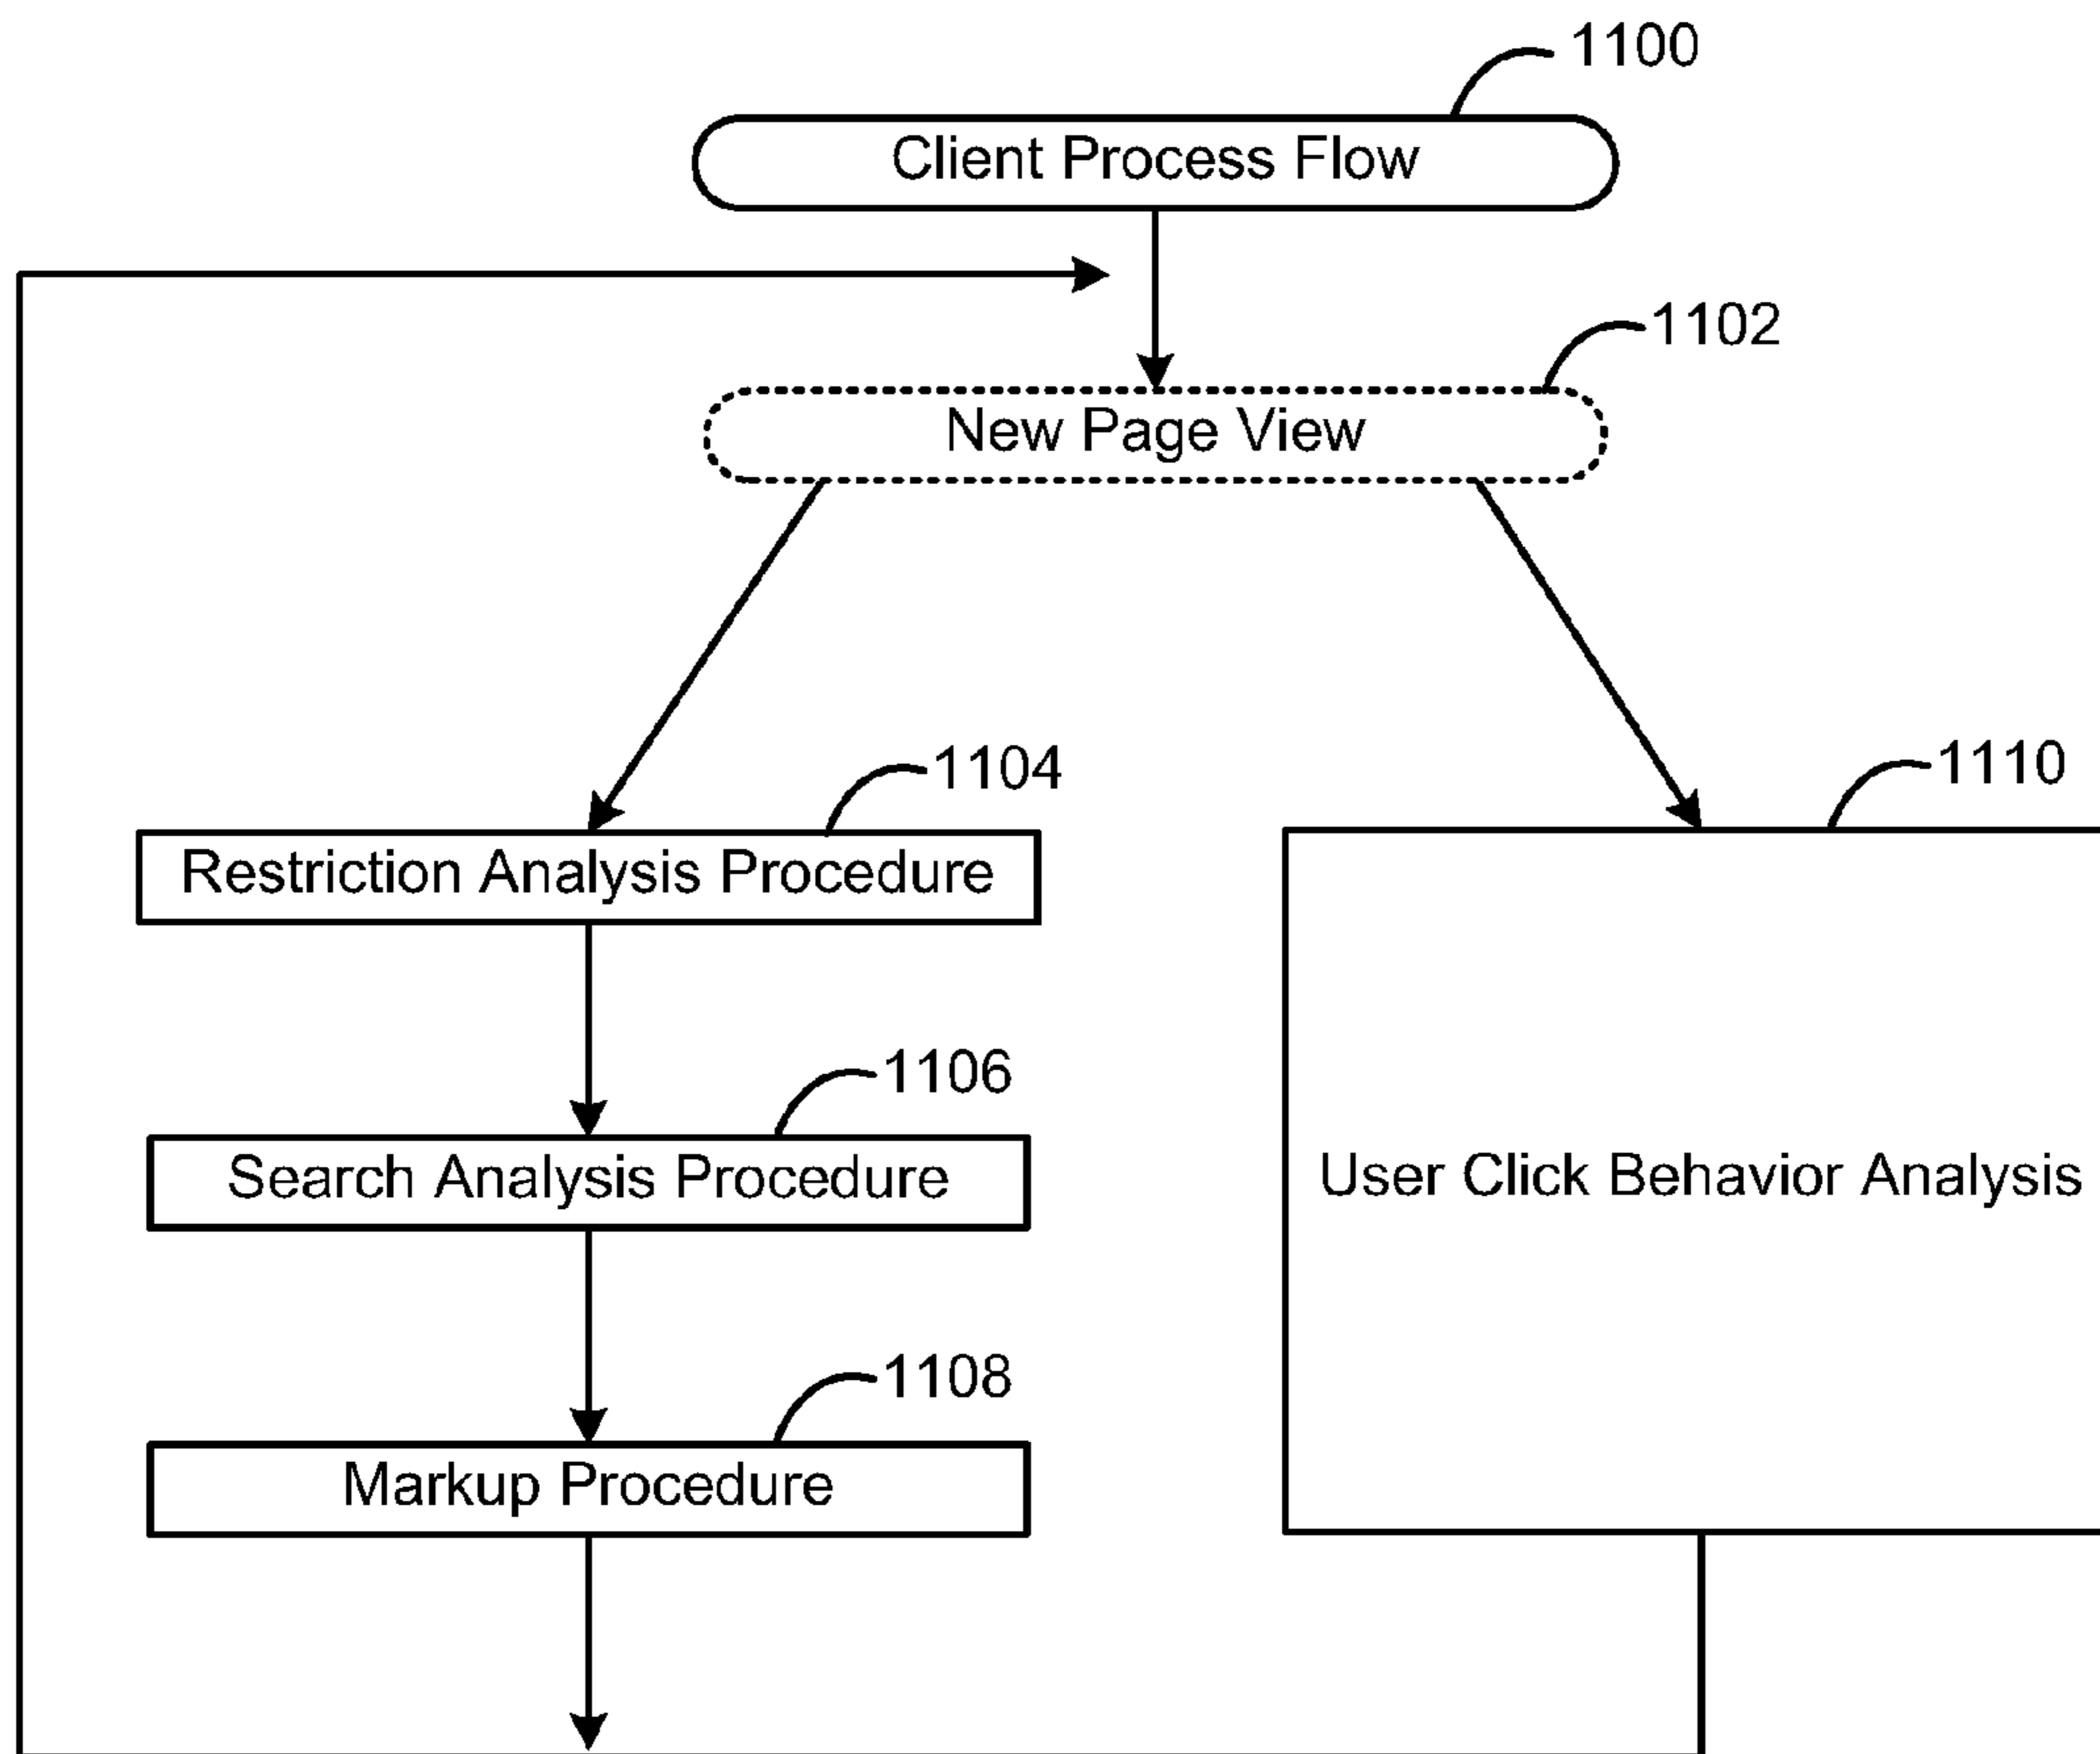 1100
Client Process Flow
1102
New Page View
1104
1110
Restriction Analysis Procedure
1106
Search Analysis Procedure
User Click Behavior Analysis
1108
Markup Procedure